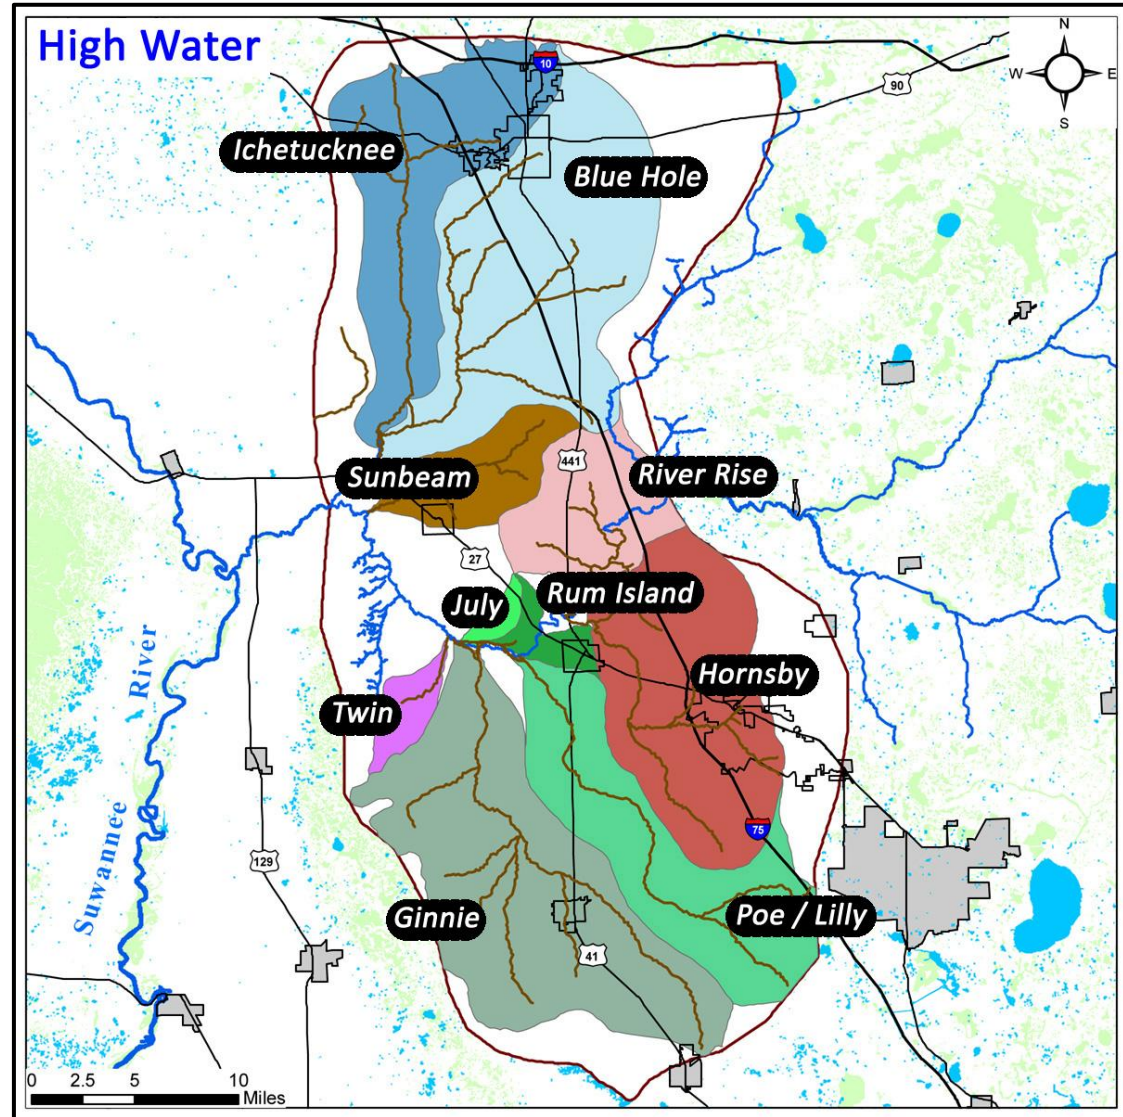 High Water
N
W
E
S
10
90
Ichetucknee
Blue Hole
441
Sunbeam
River Rise
27
July
Rum Island
Hornsby
Twin
Suwannee River
75
129
Ginnie
Poe / Lilly
41
0 2.5 5 10
Miles